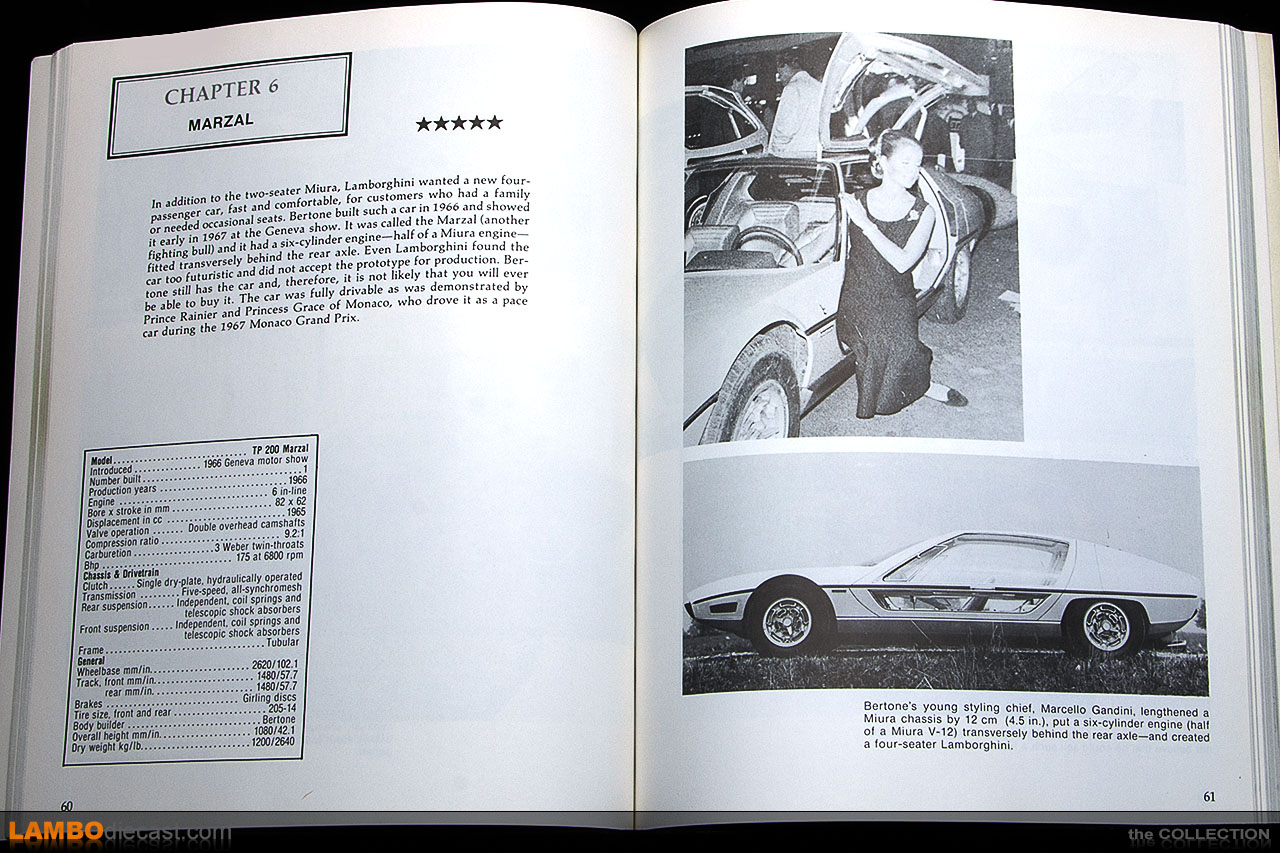 CHAPTER 6
MARZAL
★★★★★
In addition to the two-seater Miura, Lamborghini wanted a new four-
passenger car, fast and comfortable, for customers who had a family
or needed occasional seats. Bertone built such a car in 1966 and showed
it early in 1967 at the Geneva show. It was called the Marzal (another
fighting bull) and it had a six-cylinder engine—half of a Miura engine—
fitted transversely behind the rear axle. Even Lamborghini found the
car too futuristic and did not accept the prototype for production. Ber-
tone still has the car and, therefore, it is not likely that you will ever
be able to buy it. The car was fully drivable as was demonstrated by
Prince Rainier and Princess Grace of Monaco, who drove it as a pace
car during the 1967 Monaco Grand Prix.
Model .......... TP 200 Marzal
Introduced .......... 1966 Geneva motor show
Number built .......... 1
Production years .......... 1966
Engine .......... 6 in-line
Bore x stroke in mm .......... 82 x 62
Displacement in cc .......... 1965
Valve operation ....... Double overhead camshafts
Compression ratio .......... 9.2:1
Carburetion .......... 3 Weber twin-throats
Bhp .......... 175 at 6800 rpm
Chassis & Drivetrain
Clutch ...... Single dry-plate, hydraulically operated
Transmission ......... Five-speed, all-synchromesh
Rear suspension ..... Independent, coil springs and
telescopic shock absorbers
Front suspension ..... Independent, coil springs and
telescopic shock absorbers
Frame .......... Tubular
General
Wheelbase mm/in. .......... 2620/102.1
Track, front mm/in. .......... 1480/57.7
rear mm/in. .......... 1480/57.7
Brakes .......... Girling discs
Tire size, front and rear .......... 205-14
Body builder .......... Bertone
Overall height mm/in. .......... 1080/42.1
Dry weight kg/lb. .......... 1200/2640
60
Bertone's young styling chief, Marcello Gandini, lengthened a
Miura chassis by 12 cm (4.5 in.), put a six-cylinder engine (half
of a Miura V-12) transversely behind the rear axle—and created
a four-seater Lamborghini.
61
LAMBOdiecast.com
the COLLECTION